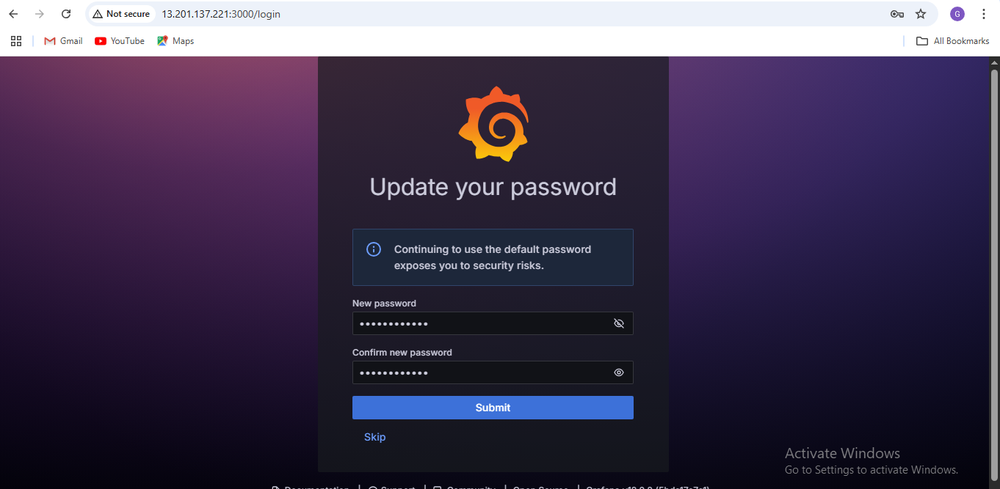 Not secure 13.201.137.221:3000/login G
Gmail YouTube Maps All Bookmarks
Update your password
Continuing to use the default password
exposes you to security risks.
New password
••••••••••••
Confirm new password
••••••••••••
Submit
Skip
Activate Windows
Go to Settings to activate Windows.
Documentation | Support | Community | Open Source |